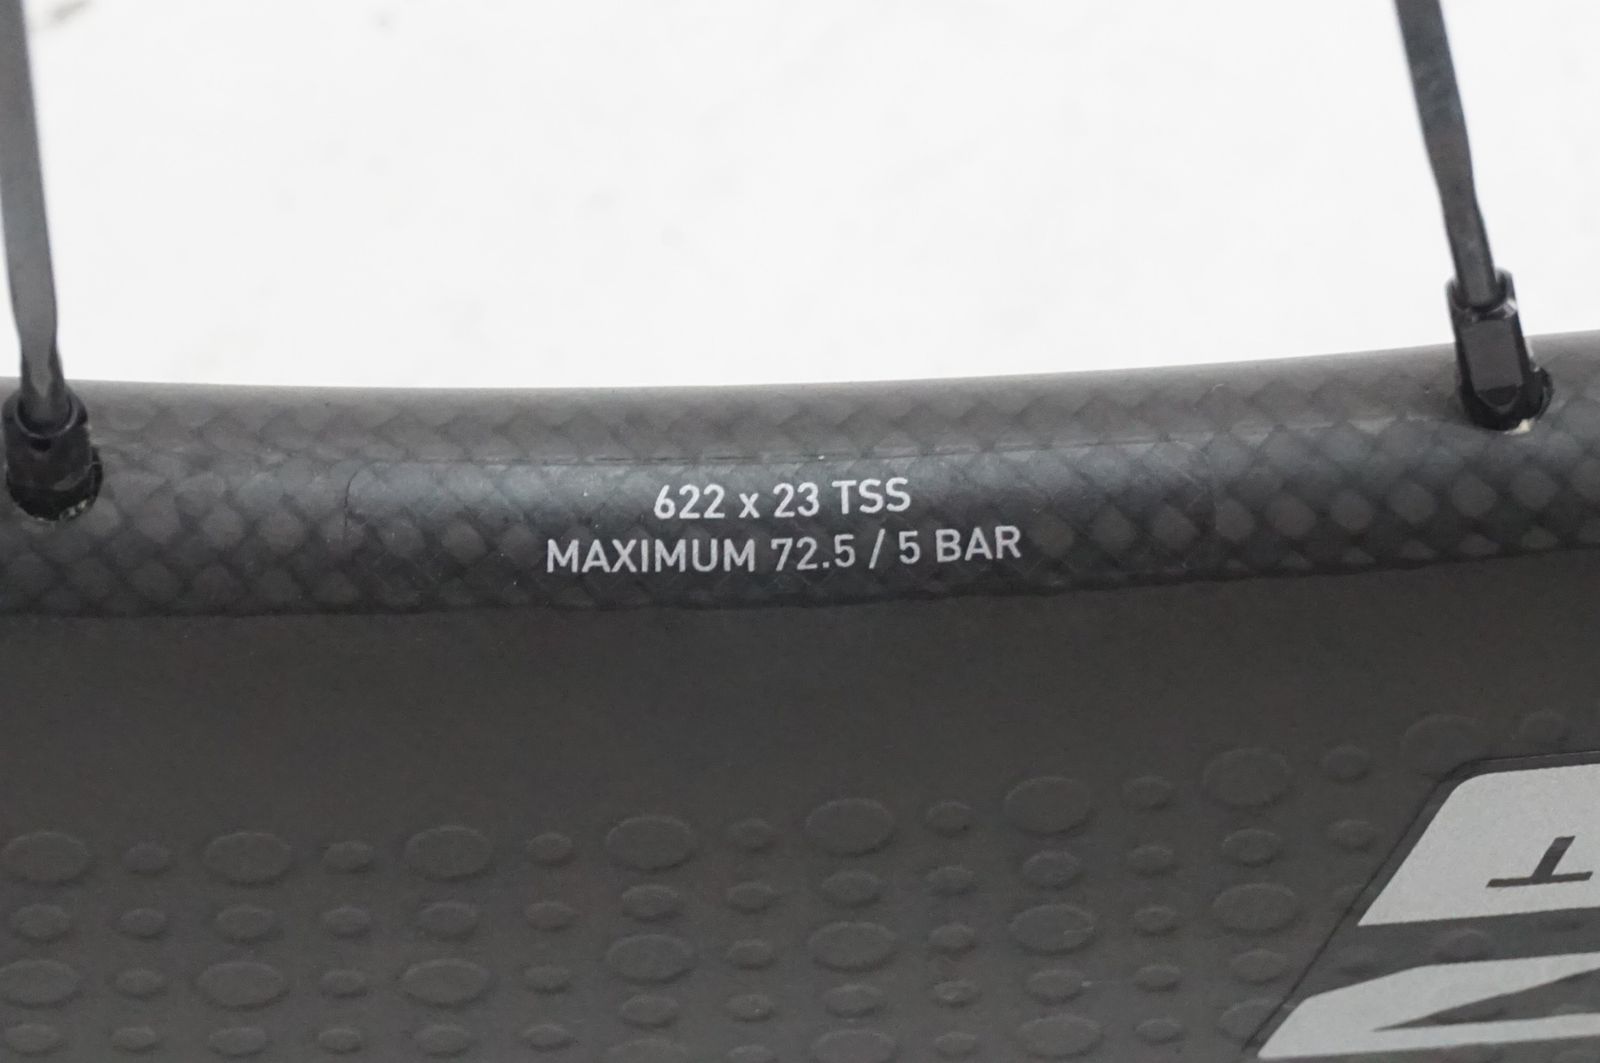 622 x 23 TSS
MAXIMUM 72.5 / 5 BAR